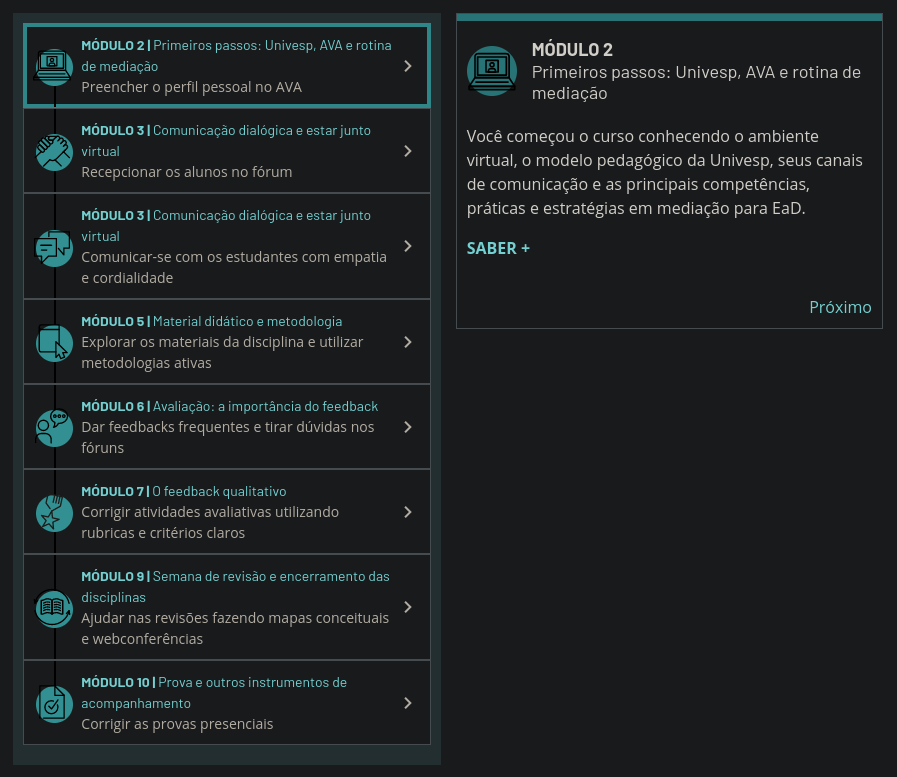 MÓDULO 2 | Primeiros passos: Univesp, AVA e rotina
de mediação
Preencher o perfil pessoal no AVA
MÓDULO 3 | Comunicação dialógica e estar junto
virtual
Recepcionar os alunos no fórum
MÓDULO 3 | Comunicação dialógica e estar junto
virtual
Comunicar-se com os estudantes com empatia
e cordialidade
MÓDULO 5 | Material didático e metodologia
Explorar os materiais da disciplina e utilizar
metodologias ativas
MÓDULO 6 | Avaliação: a importância do feedback
Dar feedbacks frequentes e tirar dúvidas nos
fóruns
MÓDULO 7 | O feedback qualitativo
Corrigir atividades avaliativas utilizando
rubricas e critérios claros
MÓDULO 9 | Semana de revisão e encerramento das
disciplinas
Ajudar nas revisões fazendo mapas conceituais
e webconferências
MÓDULO 10 | Prova e outros instrumentos de
acompanhamento
Corrigir as provas presenciais
MÓDULO 2
Primeiros passos: Univesp, AVA e rotina de
mediação
Você começou o curso conhecendo o ambiente
virtual, o modelo pedagógico da Univesp, seus canais
de comunicação e as principais competências,
práticas e estratégias em mediação para EaD.
SABER +
Próximo